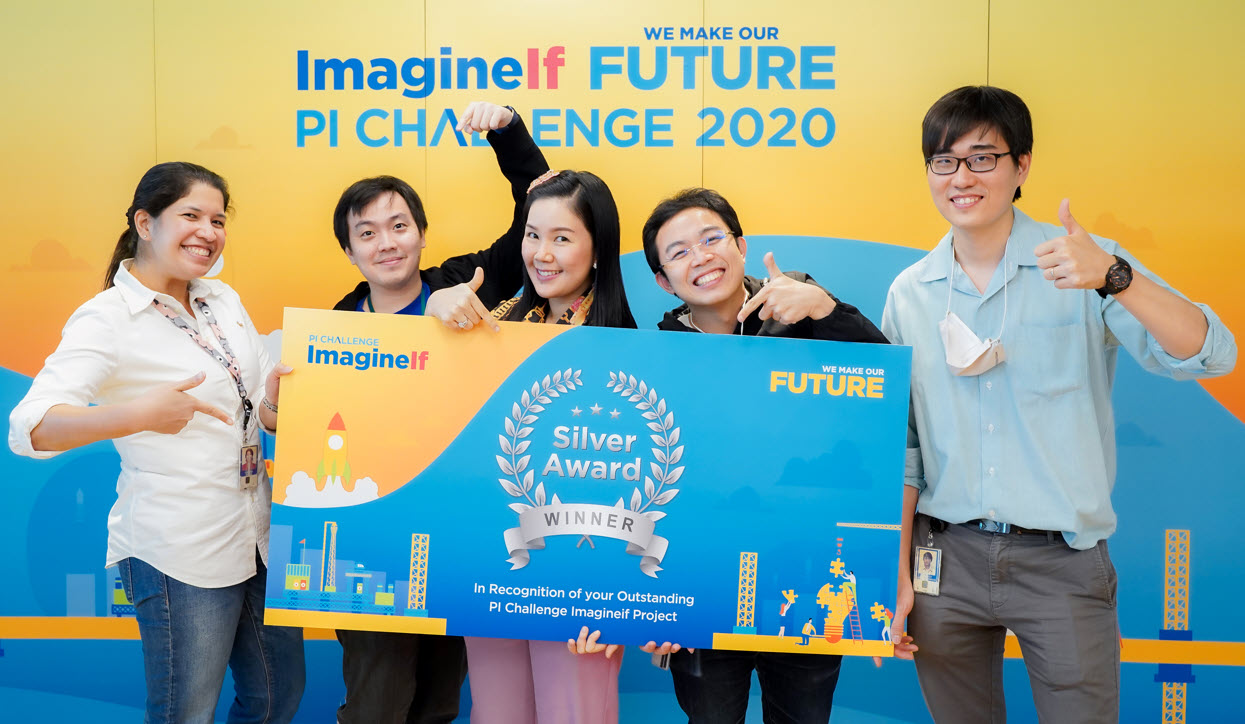 WE MAKE OUR
ImagineIf FUTURE
PI CHALLENGE 2020
PI CHALLENGE
ImagineIf
WE MAKE OUR
FUTURE
Silver
Award
WINNER
In Recognition of your Outstanding
PI Challenge Imagineif Project